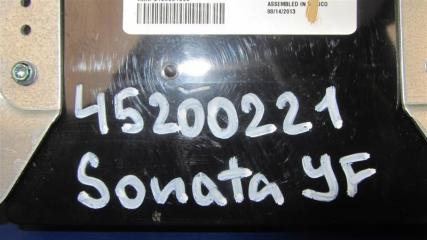 ASSEMBLED IN MEXICO
08/14/2013
45200221
Sonata YF